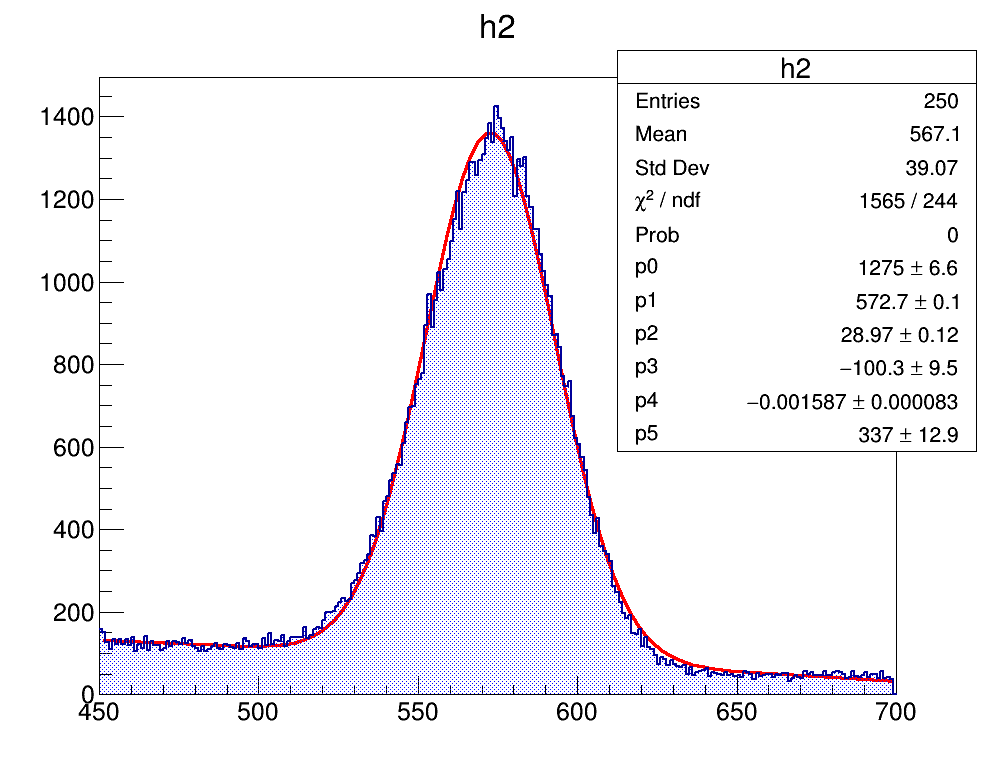 h2
h2
Entries 250
Mean 567.1
Std Dev 39.07
χ² / ndf 1565 / 244
Prob 0
p0 1275 ± 6.6
p1 572.7 ± 0.1
p2 28.97 ± 0.12
p3 −100.3 ± 9.5
p4 −0.001587 ± 0.000083
p5 337 ± 12.9
1400
1200
1000
800
600
400
200
0
450 500 550 600 650 700